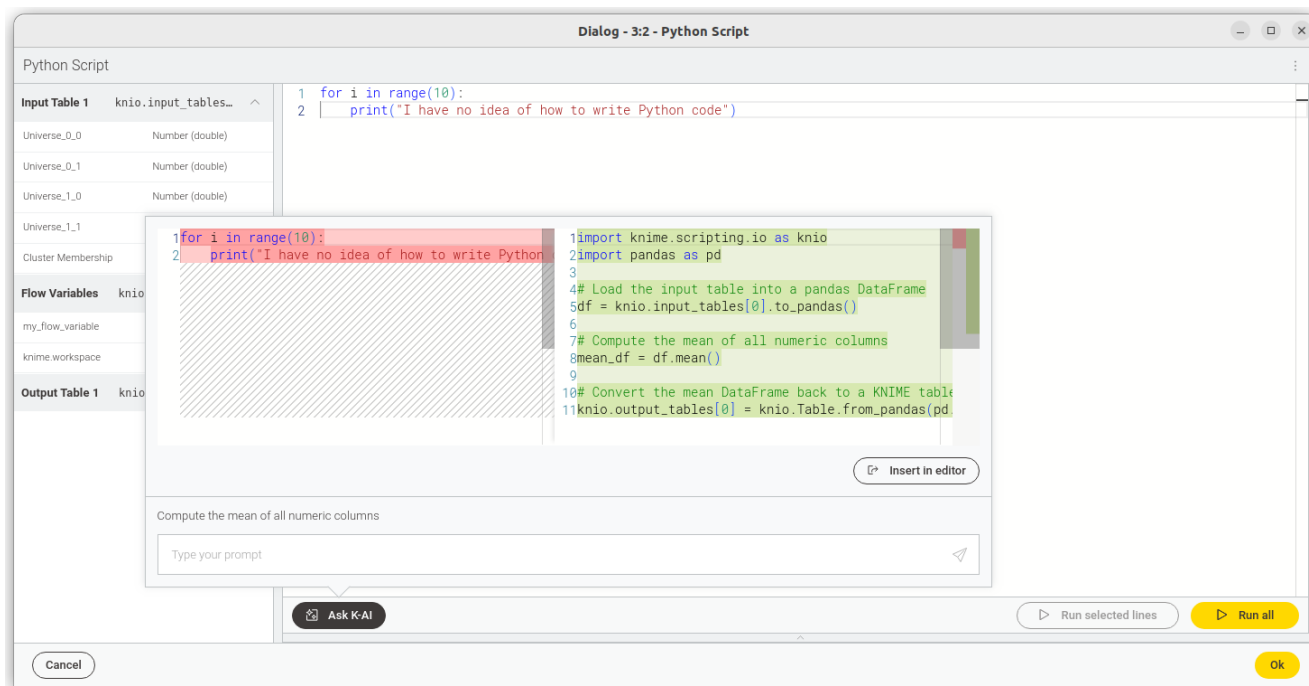 Dialog - 3:2 - Python Script
Python Script
Input Table 1 knio.input_tables…
Universe_0_0 Number (double)
Universe_0_1 Number (double)
Universe_1_0 Number (double)
Universe_1_1
Cluster Membership
Flow Variables knio
my_flow_variable
knime.workspace
Output Table 1 knio
1 for i in range(10):
2 print("I have no idea of how to write Python code")
1 for i in range(10):
2 print("I have no idea of how to write Python
1 import knime.scripting.io as knio
2 import pandas as pd
3
4 # Load the input table into a pandas DataFrame
5 df = knio.input_tables[0].to_pandas()
6
7 # Compute the mean of all numeric columns
8 mean_df = df.mean()
9
10 # Convert the mean DataFrame back to a KNIME table
11 knio.output_tables[0] = knio.Table.from_pandas(pd.
Insert in editor
Compute the mean of all numeric columns
Type your prompt
Ask K-AI
Run selected lines
Run all
Cancel
Ok